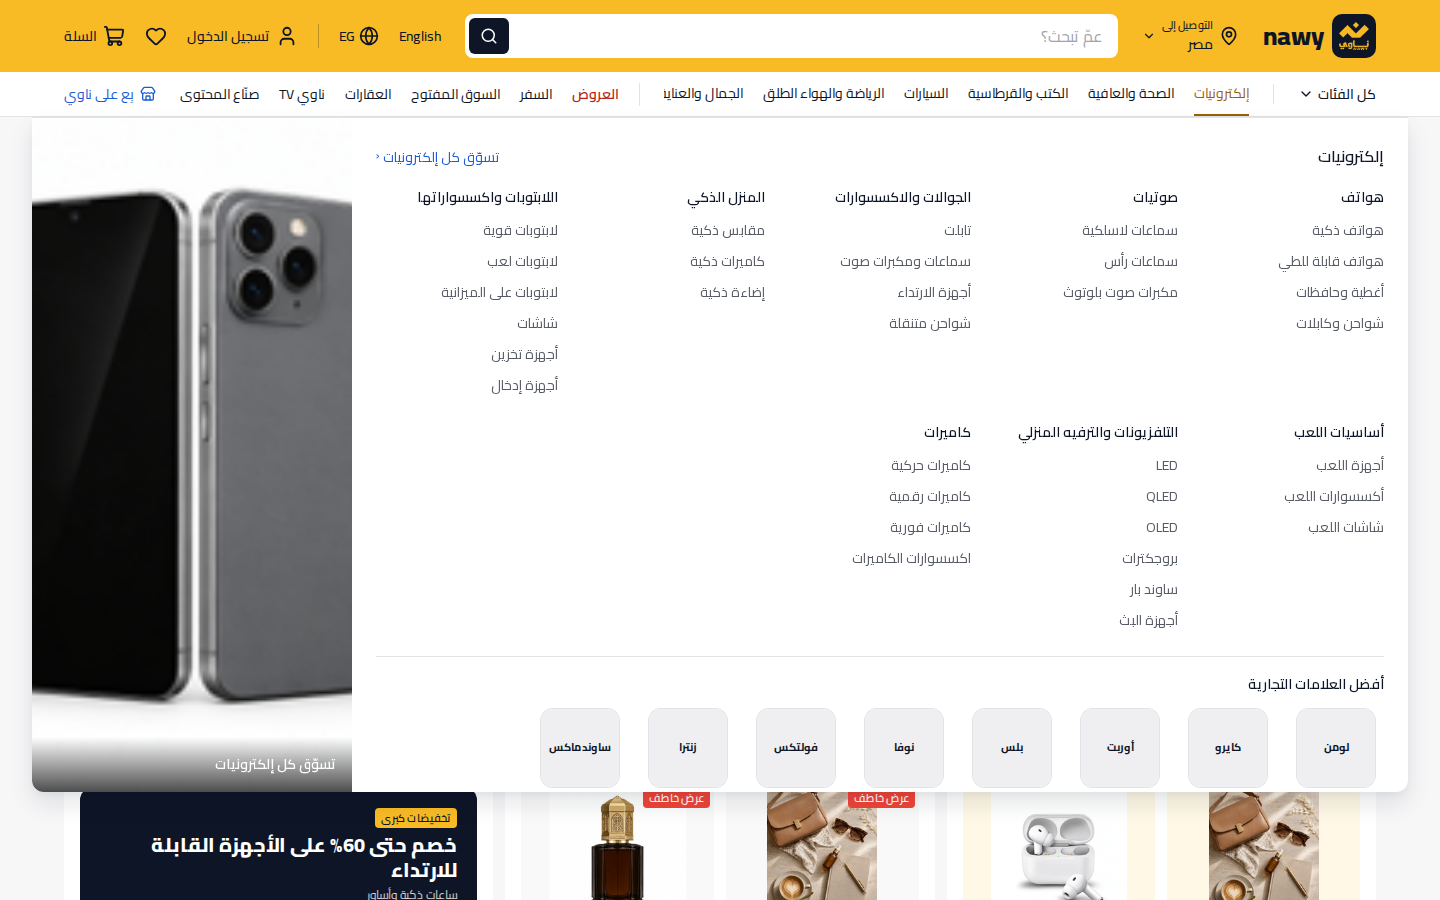 ناوي
nawy
التوصيل إلى
مصر
عمّ تبحث؟
English
EG
تسجيل الدخول
السلة
كل الفئات
إلكترونيات
الصحة والعافية
الكتب والقرطاسية
السيارات
الرياضة والهواء الطلق
الجمال والعناية
العروض
السفر
السوق المفتوح
العقارات
ناوي TV
صنّاع المحتوى
بِع على ناوي
إلكترونيات
تسوّق كل إلكترونيات
هواتف
هواتف ذكية
هواتف قابلة للطي
أغطية وحافظات
شواحن وكابلات
صوتيات
سماعات لاسلكية
سماعات رأس
مكبرات صوت بلوتوث
الجوالات والاكسسوارات
تابلت
سماعات ومكبرات صوت
أجهزة الارتداء
شواحن متنقلة
المنزل الذكي
مقابس ذكية
كاميرات ذكية
إضاءة ذكية
اللابتوبات واكسسواراتها
لابتوبات قوية
لابتوبات لعب
لابتوبات على الميزانية
شاشات
أجهزة تخزين
أجهزة إدخال
أساسيات اللعب
أجهزة اللعب
أكسسوارات اللعب
شاشات اللعب
التلفزيونات والترفيه المنزلي
LED
QLED
OLED
بروجكترات
ساوند بار
أجهزة البث
كاميرات
كاميرات حركية
كاميرات رقمية
كاميرات فورية
اكسسوارات الكاميرات
أفضل العلامات التجارية
لومن
كايرو
أوربت
بلس
نوفا
فولتكس
زنترا
ساوندماكس
تسوّق كل إلكترونيات
عرض خاطف
عرض خاطف
تخفيضات كبرى
خصم حتى 60% على الأجهزة القابلة
للارتداء
ساعات ذكية وأساور